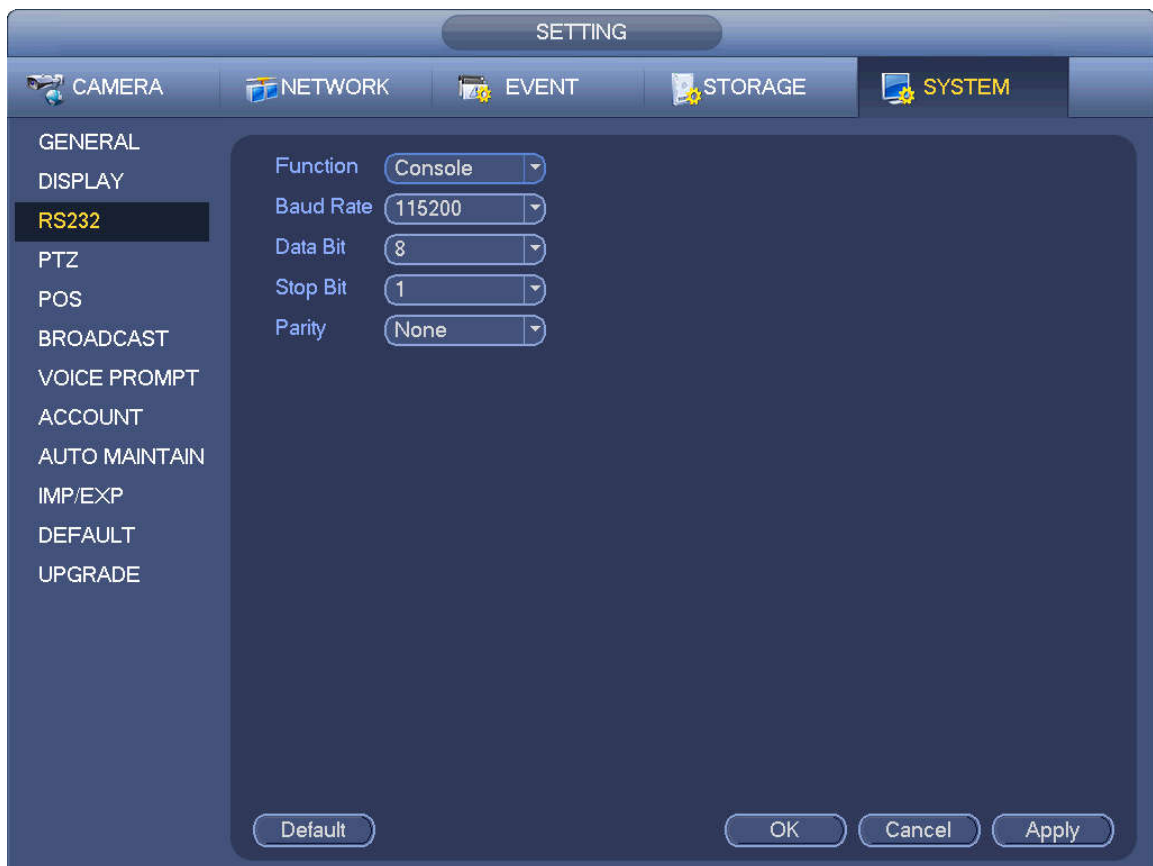 SETTING
CAMERA NETWORK EVENT STORAGE SYSTEM
GENERAL
DISPLAY
RS232
PTZ
POS
BROADCAST
VOICE PROMPT
ACCOUNT
AUTO MAINTAIN
IMP/EXP
DEFAULT
UPGRADE
Function Console
Baud Rate 115200
Data Bit 8
Stop Bit 1
Parity None
Default OK Cancel Apply